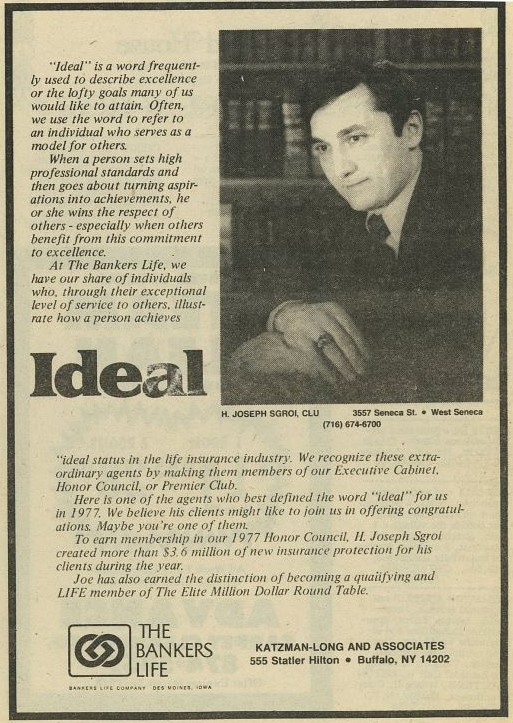 "Ideal" is a word frequent-
ly used to describe excellence
or the lofty goals many of us
would like to attain. Often,
we use the word to refer to
an individual who serves as a
model for others.
When a person sets high
professional standards and
then goes about turning aspir-
ations into achievements, he
or she wins the respect of
others - especially when others
benefit from this commitment
to excellence.
At The Bankers Life, we
have our share of individuals
who, through their exceptional
level of service to others, illust-
rate how a person achieves
Ideal
H. JOSEPH SGROI, CLU 3557 Seneca St. • West Seneca
(716) 674-6700
"ideal status in the life insurance industry. We recognize these extra-
ordinary agents by making them members of our Executive Cabinet,
Honor Council, or Premier Club.
Here is one of the agents who best defined the word "ideal" for us
in 1977. We believe his clients might like to join us in offering congratul-
ations. Maybe you're one of them.
To earn membership in our 1977 Honor Council, H. Joseph Sgroi
created more than $3.6 million of new insurance protection for his
clients during the year.
Joe has also earned the distinction of becoming a quaiifying and
LIFE member of The Elite Million Dollar Round Table.
THE
BANKERS
LIFE
BANKERS LIFE COMPANY DES MOINES, IOWA
KATZMAN-LONG AND ASSOCIATES
555 Statler Hilton • Buffalo, NY 14202